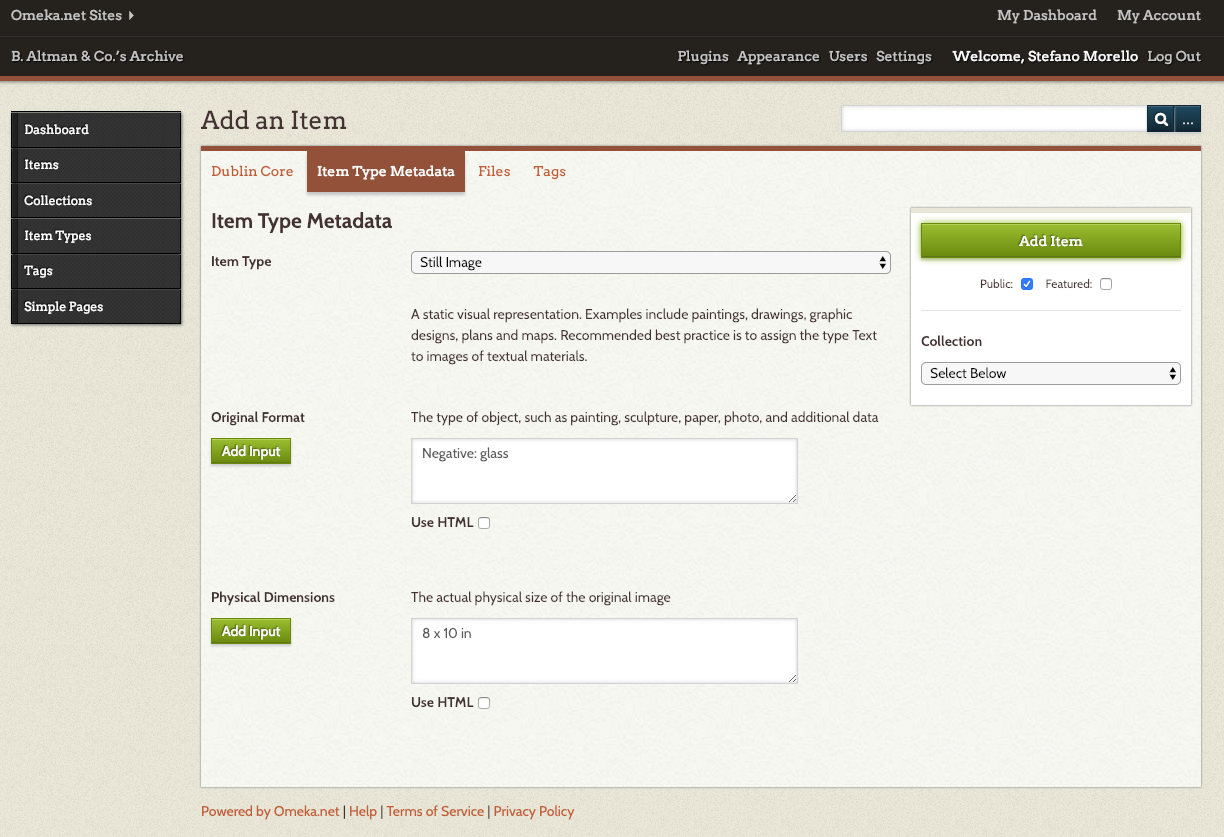 Omeka.net Sites
My Dashboard My Account
B. Altman & Co.'s Archive
Plugins Appearance Users Settings Welcome, Stefano Morello Log Out
Dashboard
Items
Collections
Item Types
Tags
Simple Pages
Add an Item
...
Dublin Core Item Type Metadata Files Tags
Item Type Metadata
Item Type
Still Image
A static visual representation. Examples include paintings, drawings, graphic
designs, plans and maps. Recommended best practice is to assign the type Text
to images of textual materials.
Original Format
The type of object, such as painting, sculpture, paper, photo, and additional data
Add Input
Negative: glass
Use HTML
Physical Dimensions
The actual physical size of the original image
Add Input
8 x 10 in
Use HTML
Add Item
Public: Featured:
Collection
Select Below
Powered by Omeka.net | Help | Terms of Service | Privacy Policy